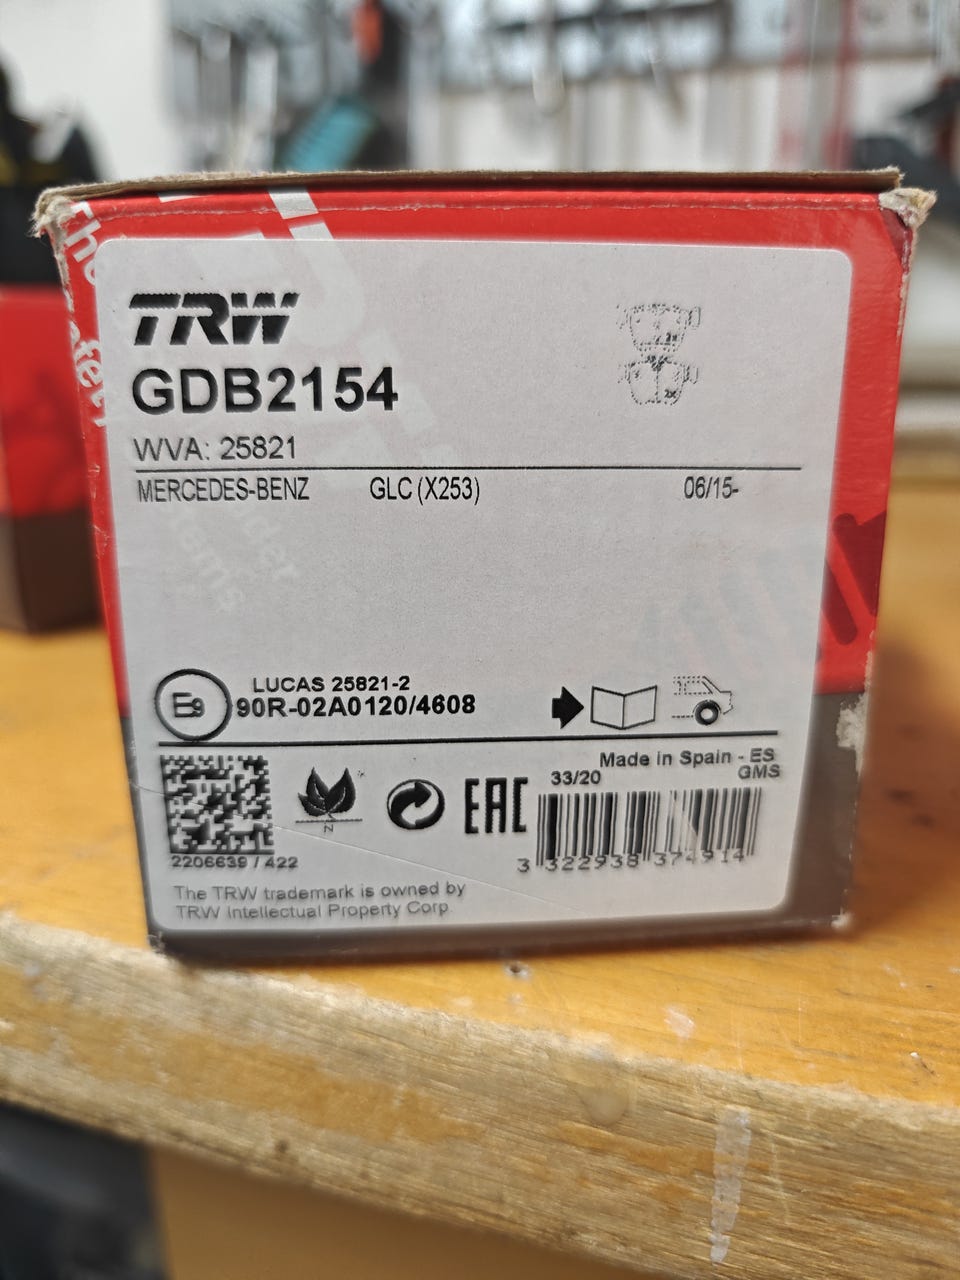 TRW
GDB2154
WVA: 25821
MERCEDES-BENZ GLC (X253) 06/15-
LUCAS 25821-2
E9 90R-02A0120/4608
Made in Spain - ES
33/20 GMS
N
EAC
2206639 / 422
3 322938 374914
The TRW trademark is owned by
TRW Intellectual Property Corp.